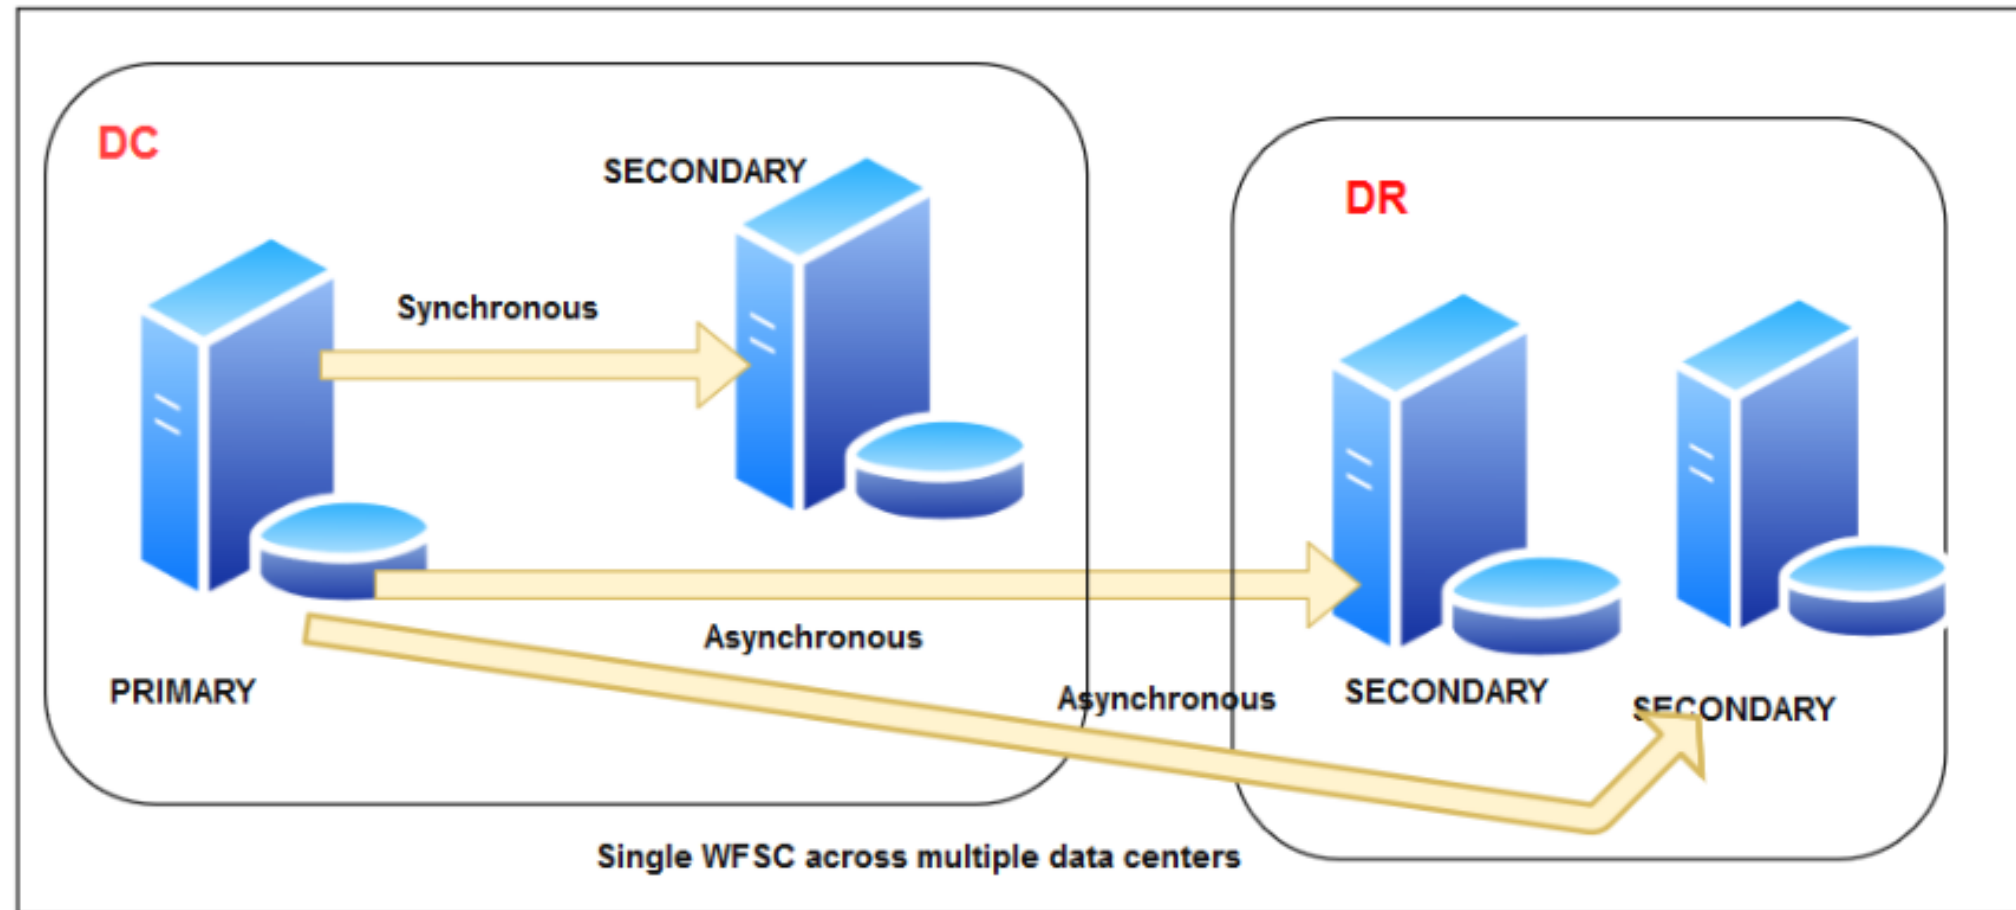 DC
SECONDARY
DR
Synchronous
Asynchronous
PRIMARY
Asynchronous
SECONDARY
SECONDARY
Single WFSC across multiple data centers